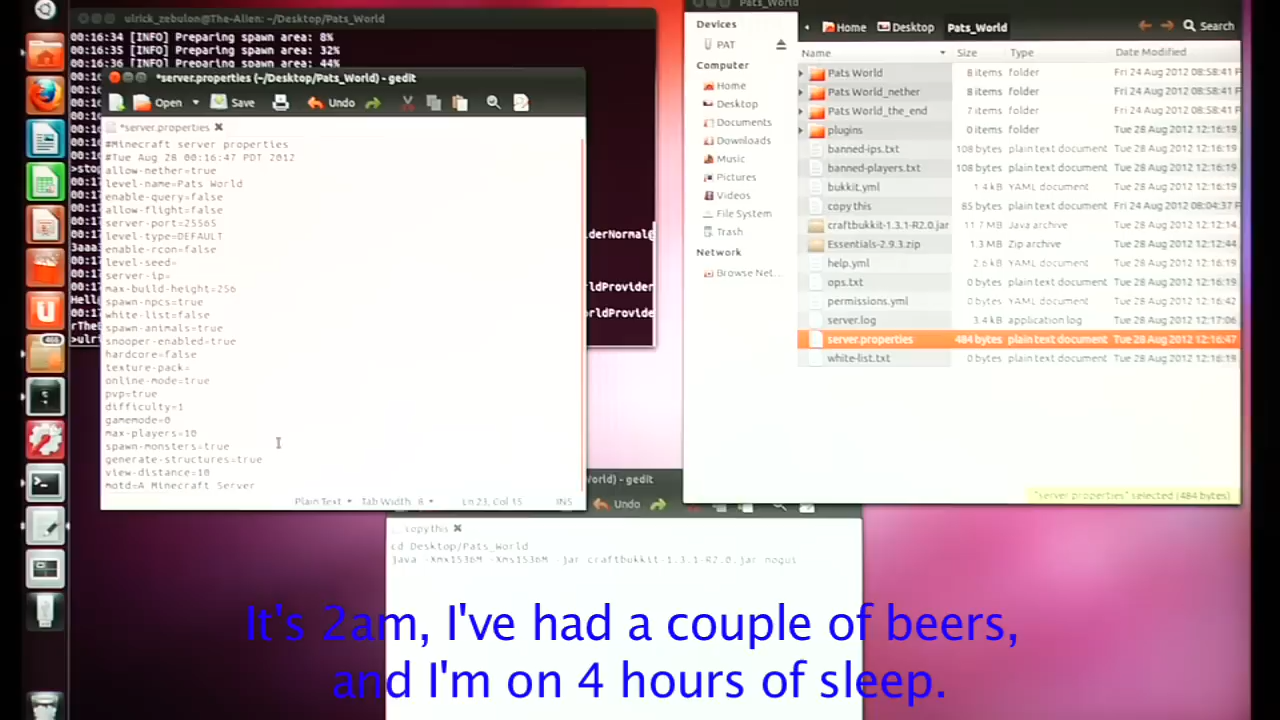 ulrick_zebulon@The-Alien: ~/Desktop/Pats_World
00:16:34 [INFO] Preparing spawn area: 8%
00:16:35 [INFO] Preparing spawn area: 32%
00:16:36 [INFO] Preparing spawn area: 44%
*server.properties (~/Desktop/Pats_World) - gedit
Open Save Undo
*server.properties
#Minecraft server properties
#Tue Aug 28 00:16:47 PDT 2012
allow-nether=true
level-name=Pats World
enable-query=false
allow-flight=false
server-port=25565
level-type=DEFAULT
enable-rcon=false
level-seed=
server-ip=
max-build-height=256
spawn-npcs=true
white-list=false
spawn-animals=true
snooper-enabled=true
hardcore=false
texture-pack=
online-mode=true
pvp=true
difficulty=1
gamemode=0
max-players=10
spawn-monsters=true
generate-structures=true
view-distance=10
motd=A Minecraft Server
Plain Text Tab Width: 8 Ln 23, Col 15 INS
Pats_World
Devices
PAT
Computer
Home
Desktop
Documents
Downloads
Music
Pictures
Videos
File System
Trash
Network
Browse Net...
Home Desktop Pats_World Search
Name Size Type Date Modified
Pats World 8 items folder Fri 24 Aug 2012 08:58:41 P
Pats World_nether 8 items folder Fri 24 Aug 2012 08:58:41 P
Pats World_the_end 7 items folder Fri 24 Aug 2012 08:58:41 P
plugins 0 items folder Tue 28 Aug 2012 12:16:19
banned-ips.txt 108 bytes plain text document Tue 28 Aug 2012 12:16:19
banned-players.txt 108 bytes plain text document Tue 28 Aug 2012 12:16:19
bukkit.yml 1.4 kB YAML document Tue 28 Aug 2012 12:16:19
copy this 85 bytes plain text document Fri 24 Aug 2012 08:04:37 P
craftbukkit-1.3.1-R2.0.jar 11.7 MB Java archive Tue 28 Aug 2012 12:12:14
Essentials-2.9.3.zip 1.3 MB Zip archive Tue 28 Aug 2012 12:12:44
help.yml 2.6 kB YAML document Tue 28 Aug 2012 12:16:19
ops.txt 0 bytes plain text document Tue 28 Aug 2012 12:16:19
permissions.yml 0 bytes YAML document Tue 28 Aug 2012 12:16:42
server.log 3.4 kB application log Tue 28 Aug 2012 12:17:06
server.properties 484 bytes plain text document Tue 28 Aug 2012 12:16:47
white-list.txt 0 bytes plain text document Tue 28 Aug 2012 12:16:19
"server.properties" selected (484 bytes)
World) - gedit
Undo
copy this
cd Desktop/Pats_World
java -Xmx1536M -Xms1536M -jar craftbukkit-1.3.1-R2.0.jar nogui
It's 2am, I've had a couple of beers,
and I'm on 4 hours of sleep.